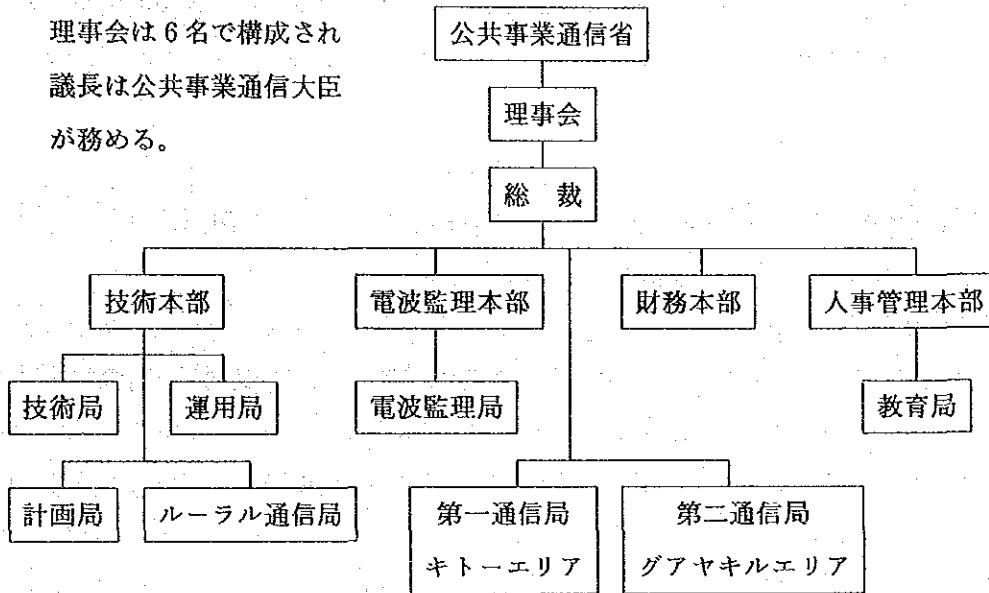 理事会は6名で構成され
議長は公共事業通信大臣
が務める。
公共事業通信省
理事会
総 裁
技術本部
電波監理本部
財務本部
人事管理本部
技術局
運用局
電波監理局
教育局
計画局
ルーラル通信局
第一通信局
キトーエリア
第二通信局
グアヤキルエリア